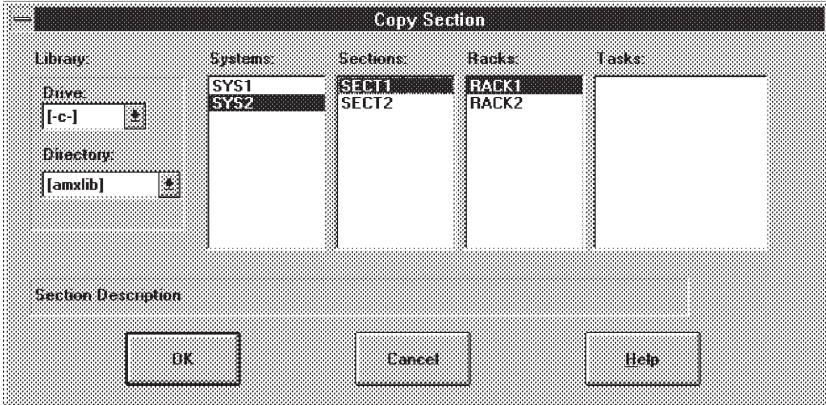 Copy Section
Library: Systems: Sections: Racks: Tasks:
Drive:
[-c-]
Directory:
[amxlib]
SYS1
SYS2
SECT1
SECT2
RACK1
RACK2
Section Description
OK Cancel Help